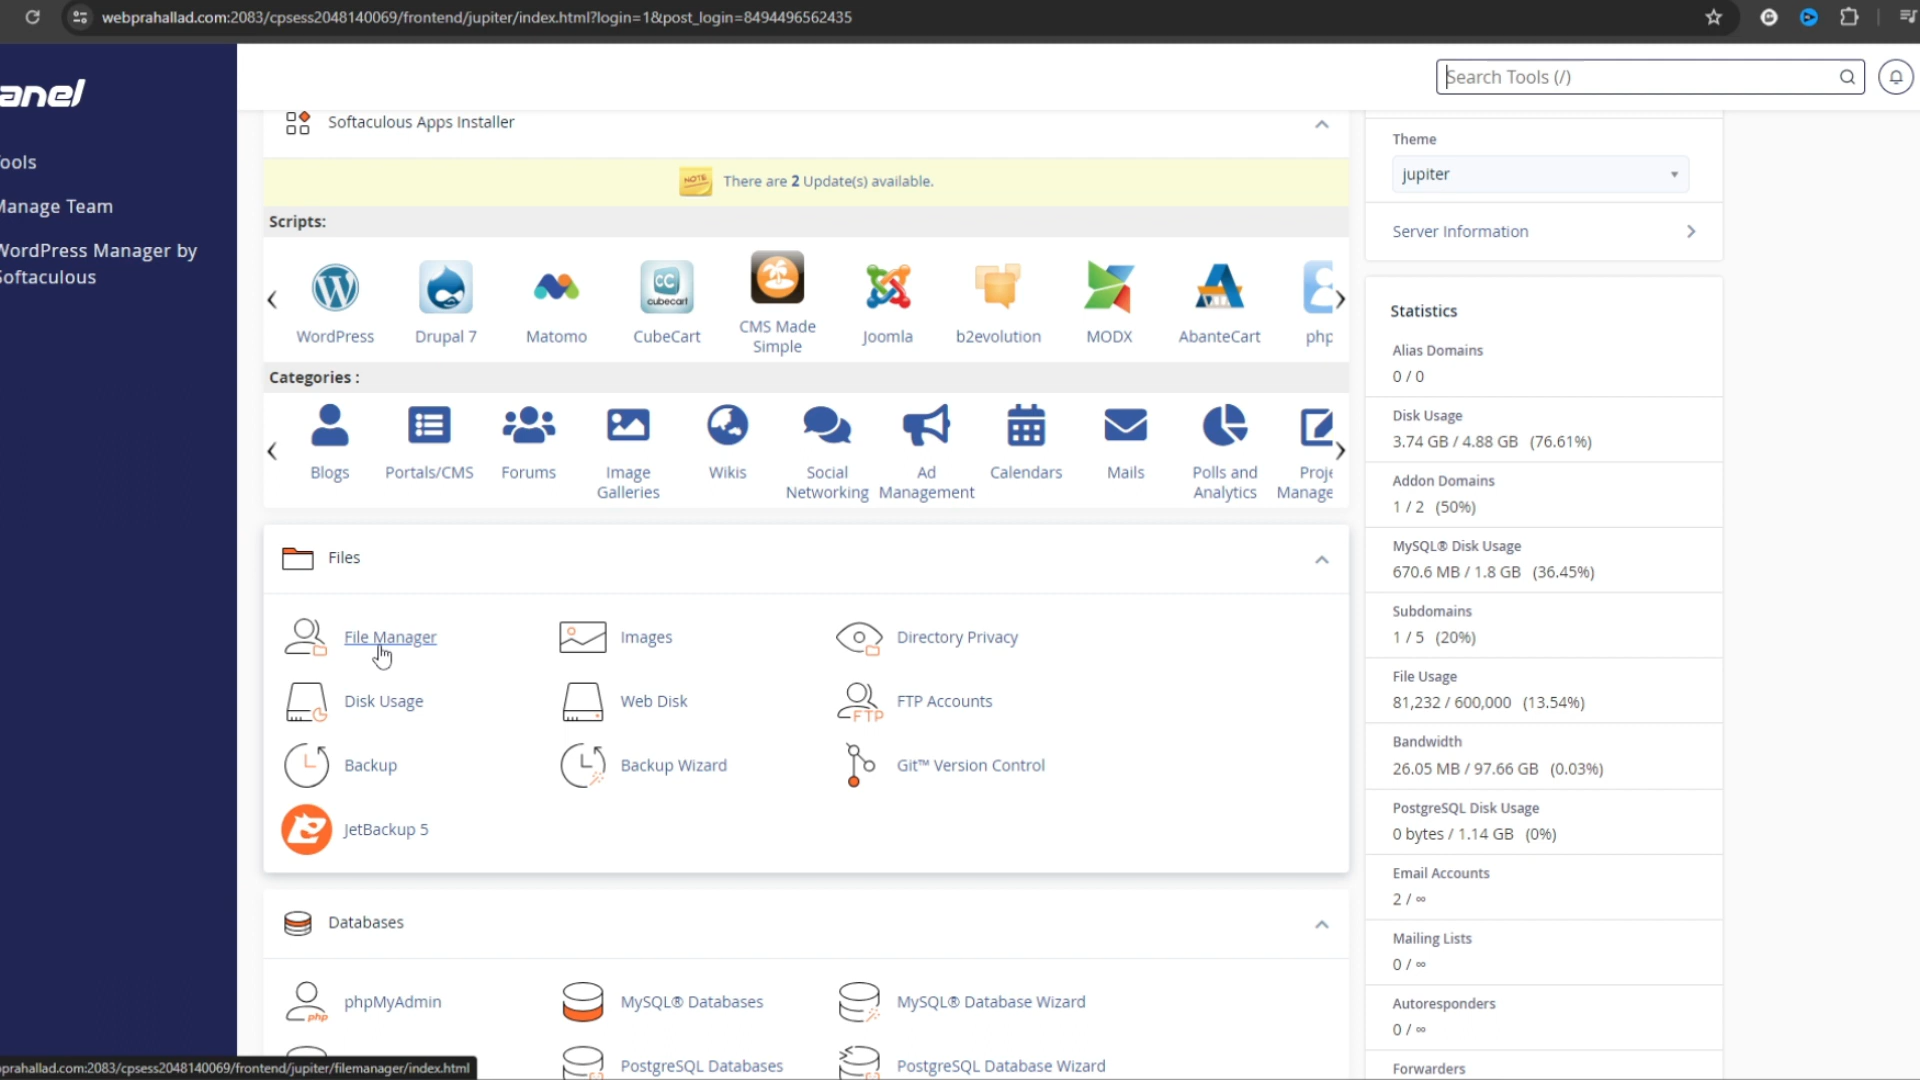 webprahallad.com:2083/cpsess2048140069/frontend/jupiter/index.html?login=1&post_login=8494496562435
anel
Search Tools (/)
ools
Manage Team
WordPress Manager by
Softaculous
Softaculous Apps Installer
NOTE
There are 2 Update(s) available.
Scripts:
CC
cubecart
WordPress
Drupal 7
Matomo
CubeCart
CMS Made
Simple
Joomla
b2evolution
MODX
AbanteCart
php
Categories :
Blogs
Portals/CMS
Forums
Image
Galleries
Wikis
Social
Networking
Ad
Management
Calendars
Mails
Polls and
Analytics
Proje
Manage
Files
File Manager
Images
Directory Privacy
Disk Usage
Web Disk
FTP
FTP Accounts
Backup
Backup Wizard
Git™ Version Control
JetBackup 5
Databases
php
phpMyAdmin
MySQL® Databases
MySQL® Database Wizard
PostgreSQL Databases
PostgreSQL Database Wizard
Theme
jupiter
Server Information
Statistics
Alias Domains
0 / 0
Disk Usage
3.74 GB / 4.88 GB (76.61%)
Addon Domains
1 / 2 (50%)
MySQL® Disk Usage
670.6 MB / 1.8 GB (36.45%)
Subdomains
1 / 5 (20%)
File Usage
81,232 / 600,000 (13.54%)
Bandwidth
26.05 MB / 97.66 GB (0.03%)
PostgreSQL Disk Usage
0 bytes / 1.14 GB (0%)
Email Accounts
2 / ∞
Mailing Lists
0 / ∞
Autoresponders
0 / ∞
Forwarders
prahallad.com:2083/cpsess2048140069/frontend/jupiter/filemanager/index.html